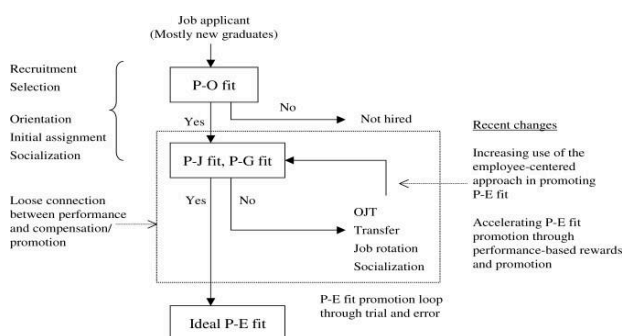 Job applicant
(Mostly new graduates)
Recruitment
Selection
Orientation
Initial assignment
Socialization
P-O fit
No
Not hired
Yes
Recent changes
Increasing use of the
employee-centered
approach in promoting
P-E fit
Accelerating P-E fit
promotion through
performance-based rewards
and promotion
P-J fit, P-G fit
Yes
No
OJT
Transfer
Job rotation
Socialization
Loose connection
between performance
and compensation/
promotion
P-E fit promotion loop
through trial and error
Ideal P-E fit